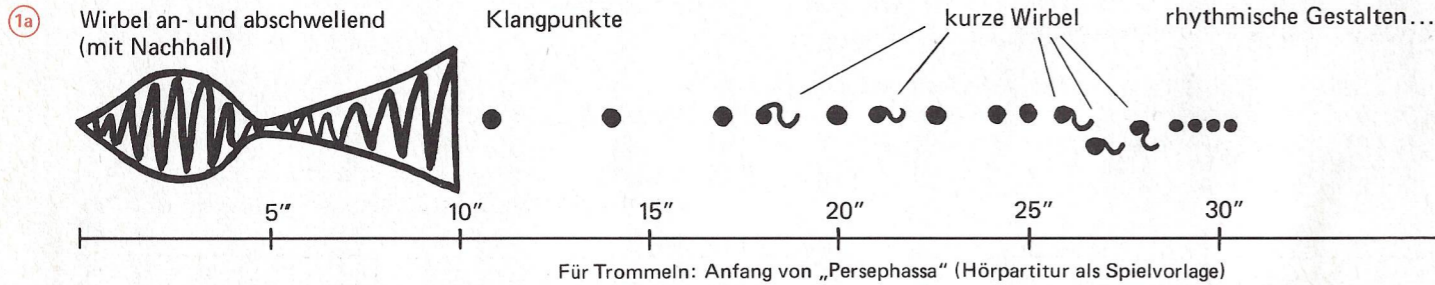 1a
Wirbel an- und abschwellend
(mit Nachhall)
Klangpunkte
kurze Wirbel
rhythmische Gestalten...
5″
10″
15″
20″
25″
30″
Für Trommeln: Anfang von „Persephassa“ (Hörpartitur als Spielvorlage)